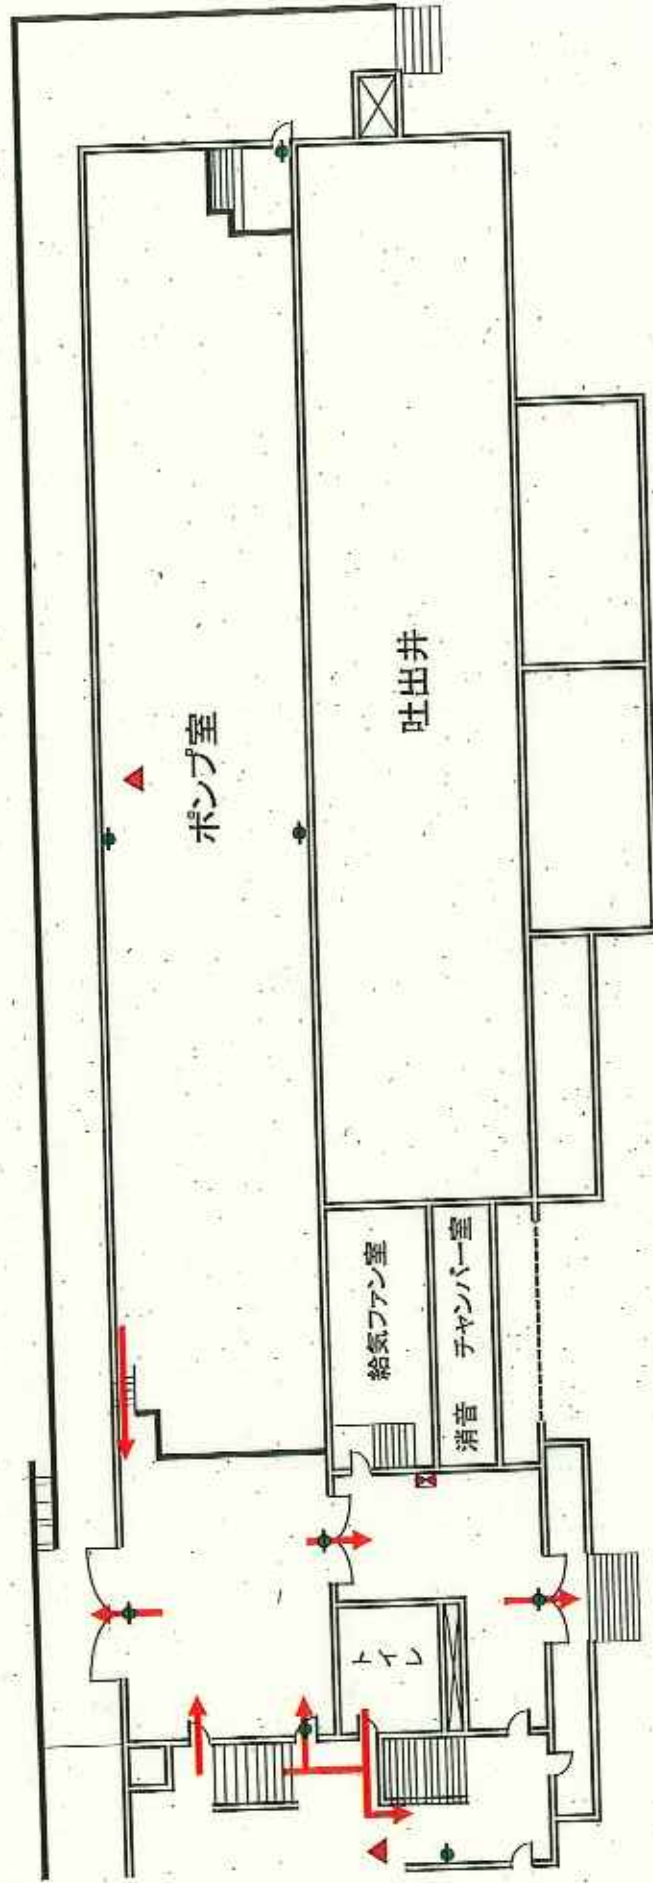 ポンプ室
吐出井
給気ファン室
消音 チャンバー室
トイレ